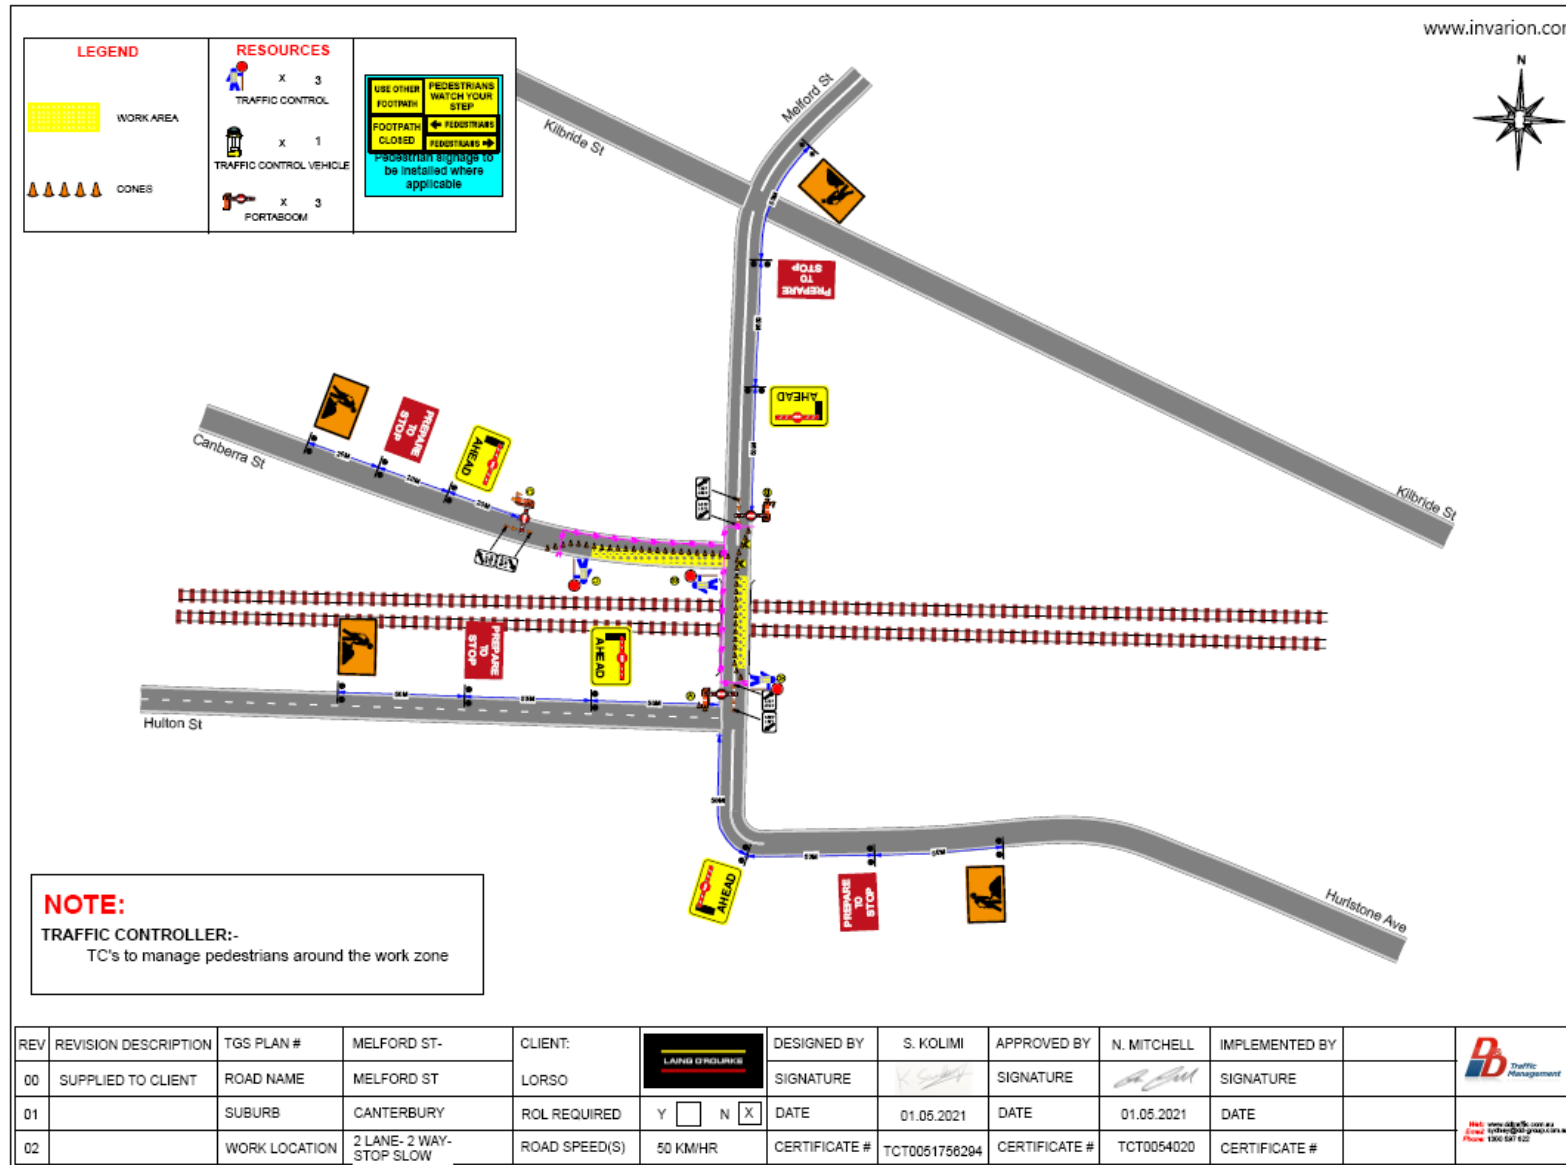 www.invarion.com
LEGEND
WORK AREA
CONES
RESOURCES
X 3
TRAFFIC CONTROL
X 1
TRAFFIC CONTROL VEHICLE
X 3
PORTABOOM
USE OTHER FOOTPATH
PEDESTRIANS WATCH YOUR STEP
FOOTPATH CLOSED
← PEDESTRIANS
PEDESTRIANS →
Pedestrian signage to
be installed where
applicable
N
Melford St
Kilbride St
PREPARE TO STOP
AHEAD
Canberra St
PREPARE TO STOP
AHEAD
Kilbride St
PREPARE TO STOP
AHEAD
Hulton St
50M
AHEAD
PREPARE TO STOP
Hurlstone Ave
NOTE:
TRAFFIC CONTROLLER:-
TC's to manage pedestrians around the work zone
REV REVISION DESCRIPTION TGS PLAN # MELFORD ST- CLIENT: LAING O'ROURKE DESIGNED BY S. KOLIMI APPROVED BY N. MITCHELL IMPLEMENTED BY
00 SUPPLIED TO CLIENT ROAD NAME MELFORD ST LORSO SIGNATURE SIGNATURE SIGNATURE
01 SUBURB CANTERBURY ROL REQUIRED Y N X DATE 01.05.2021 DATE 01.05.2021 DATE
02 WORK LOCATION 2 LANE- 2 WAY- STOP SLOW ROAD SPEED(S) 50 KM/HR CERTIFICATE # TCT0051756294 CERTIFICATE # TCT0054020 CERTIFICATE #
D&D Traffic Management